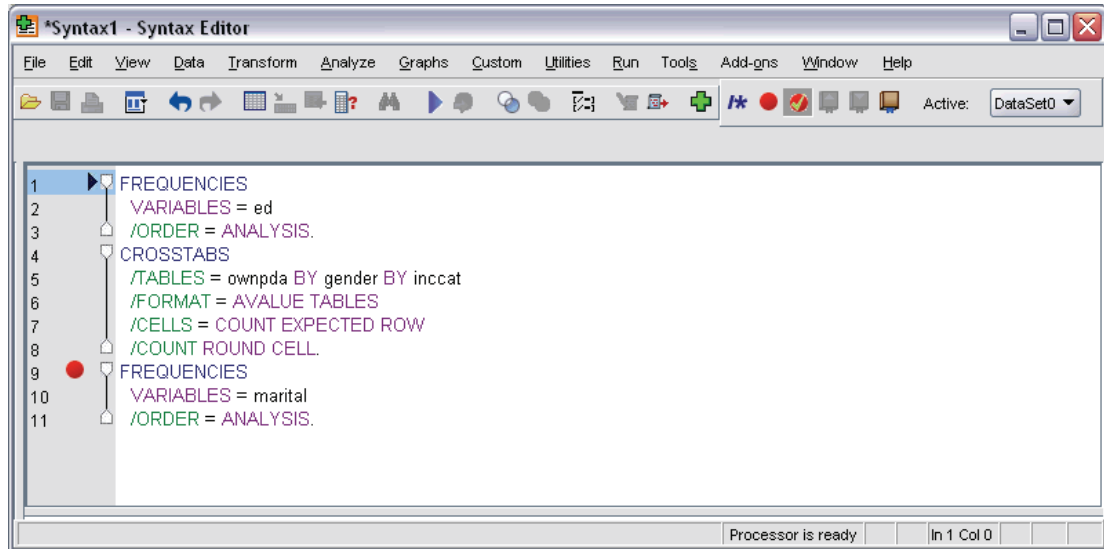 *Syntax1 - Syntax Editor
File Edit View Data Transform Analyze Graphs Custom Utilities Run Tools Add-ons Window Help
Active: DataSet0
1 FREQUENCIES
2 VARIABLES = ed
3 /ORDER = ANALYSIS.
4 CROSSTABS
5 /TABLES = ownpda BY gender BY inccat
6 /FORMAT = AVALUE TABLES
7 /CELLS = COUNT EXPECTED ROW
8 /COUNT ROUND CELL.
9 FREQUENCIES
10 VARIABLES = marital
11 /ORDER = ANALYSIS.
Processor is ready In 1 Col 0